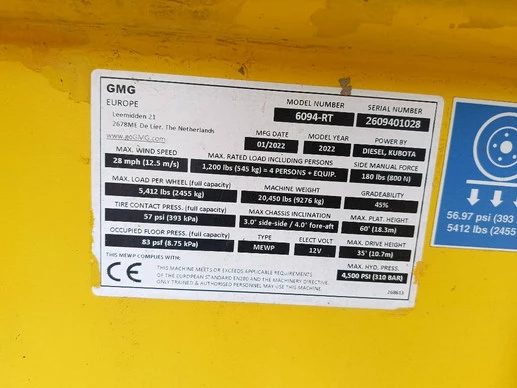 GMG
EUROPE
Leemidden 21
2678ME De Lier, The Netherlands
www.goGMG.com
MODEL NUMBER SERIAL NUMBER
6094-RT 2609401028
MFG DATE MODEL YEAR POWER BY
01/2022 2022 DIESEL, KUBOTA
MAX. WIND SPEED MAX. RATED LOAD INCLUDING PERSONS SIDE MANUAL FORCE
28 mph (12.5 m/s) 1,200 lbs (545 kg) = 4 PERSONS + EQUIP. 180 lbs (800 N)
MAX. LOAD PER WHEEL (full capacity) MACHINE WEIGHT GRADEABILITY
5,412 lbs (2455 kg) 20,450 lbs (9276 kg) 45%
TIRE CONTACT PRESS. (full capacity) MAX CHASSIS INCLINATION MAX. PLAT. HEIGHT
57 psi (393 kPa) 3.0° side-side / 4.0° fore-aft 60' (18.3m)
OCCUPIED FLOOR PRESS. (full capacity) TYPE ELECT VOLT MAX. DRIVE HEIGHT
83 psf (8.75 kPa) MEWP 12V 35' (10.7m)
THIS MEWP COMPLIES WITH: MAX. HYD. PRESS.
CE THIS MACHINE MEETS OR EXCEEDS APPLICABLE REQUIREMENTS 4,500 PSI (310 BAR)
OF THE EUROPEAN STANDARD EN280 AND THE MACHINERY DIRECTIVE.
ONLY TRAINED & AUTHORISED PERSONNEL MAY USE THIS MACHINE.
56.97 psi (393
5412 lbs (2455